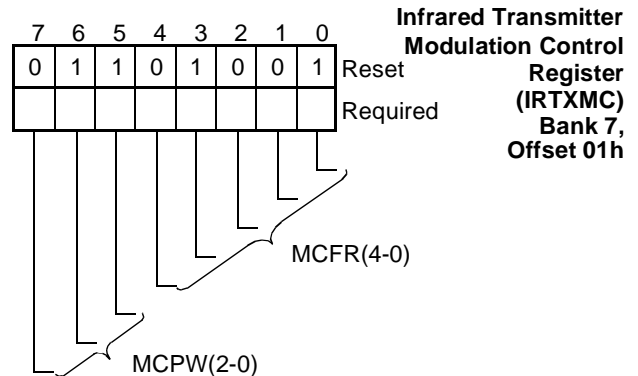 Infrared Transmitter
Modulation Control
Register
(IRTXMC)
Bank 7,
Offset 01h
7 6 5 4 3 2 1 0
0 1 1 0 1 0 0 1 Reset
Required
MCFR(4-0)
MCPW(2-0)